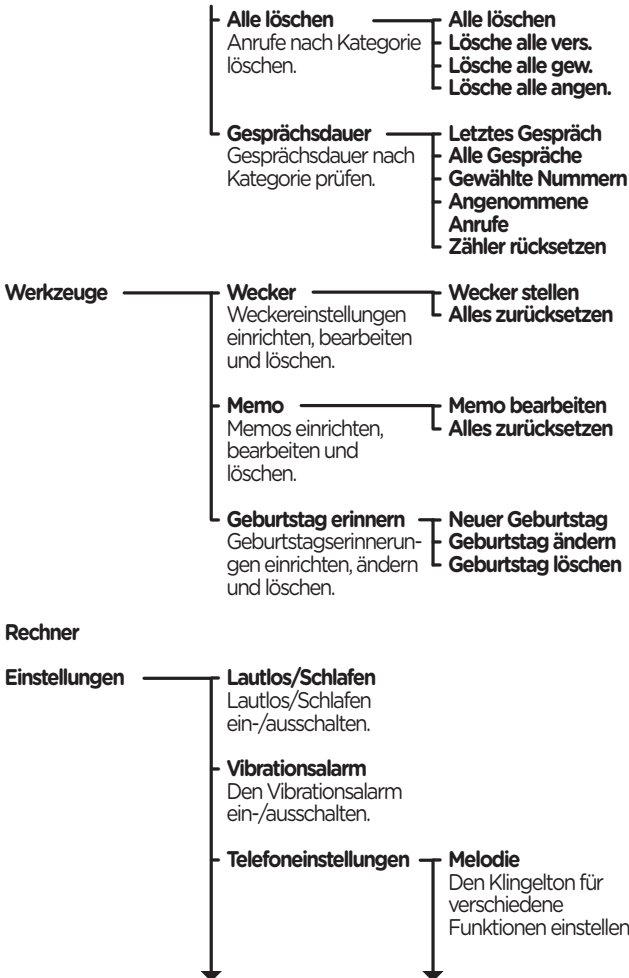 Alle löschen
Anrufe nach Kategorie
löschen.
Alle löschen
Lösche alle vers.
Lösche alle gew.
Lösche alle angen.
Gesprächsdauer
Gesprächsdauer nach
Kategorie prüfen.
Letztes Gespräch
Alle Gespräche
Gewählte Nummern
Angenommene
Anrufe
Zähler rücksetzen
Werkzeuge
Wecker
Weckereinstellungen
einrichten, bearbeiten
und löschen.
Wecker stellen
Alles zurücksetzen
Memo
Memos einrichten,
bearbeiten und
löschen.
Memo bearbeiten
Alles zurücksetzen
Geburtstag erinnern
Geburtstagserinnerun-
gen einrichten, ändern
und löschen.
Neuer Geburtstag
Geburtstag ändern
Geburtstag löschen
Rechner
Einstellungen
Lautlos/Schlafen
Lautlos/Schlafen
ein-/ausschalten.
Vibrationsalarm
Den Vibrationsalarm
ein-/ausschalten.
Telefoneinstellungen
Melodie
Den Klingelton für
verschiedene
Funktionen einstellen